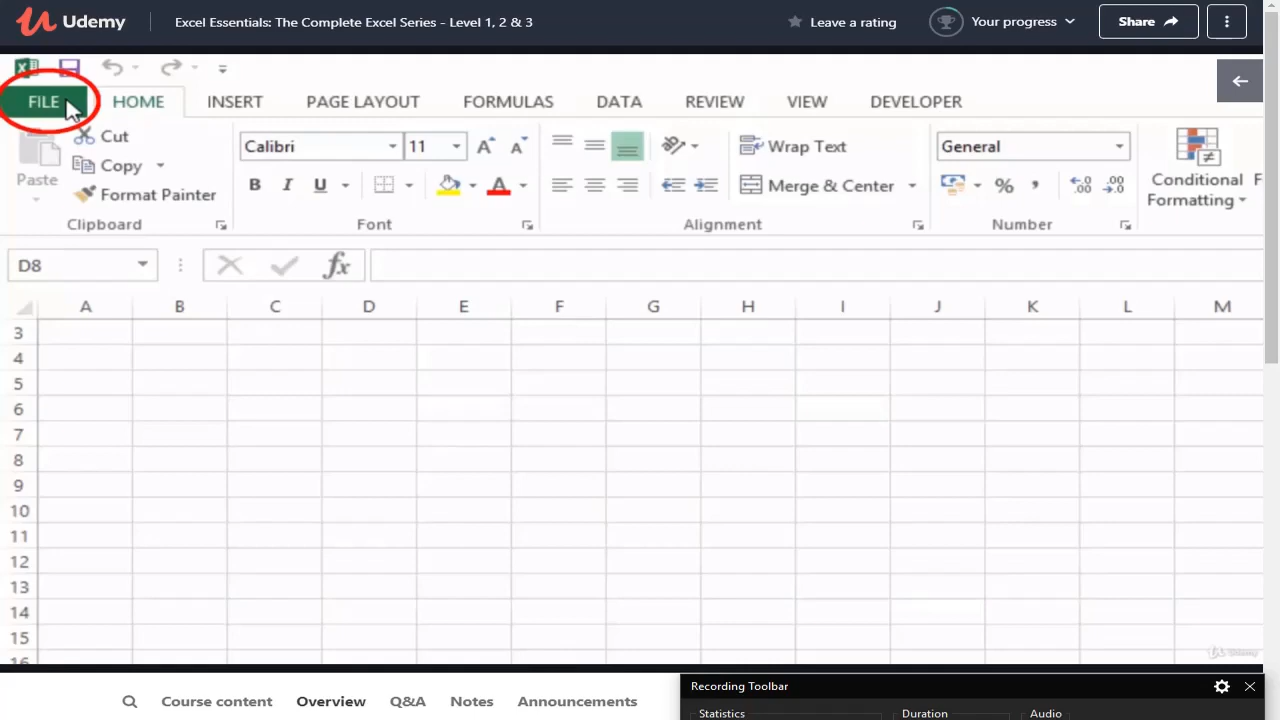 Udemy
Excel Essentials: The Complete Excel Series - Level 1, 2 & 3
Leave a rating
Your progress
Share
FILE
HOME
INSERT
PAGE LAYOUT
FORMULAS
DATA
REVIEW
VIEW
DEVELOPER
Paste
Cut
Copy
Format Painter
Clipboard
Calibri
11
B I U
A
Font
Wrap Text
Merge & Center
Alignment
General
%
Number
Conditional
Formatting
D8
fx
A B C D E F G H I J K L M
3
4
5
6
7
8
9
10
11
12
13
14
15
16
Udemy
Course content
Overview
Q&A
Notes
Announcements
Recording Toolbar
Statistics
Duration
Audio